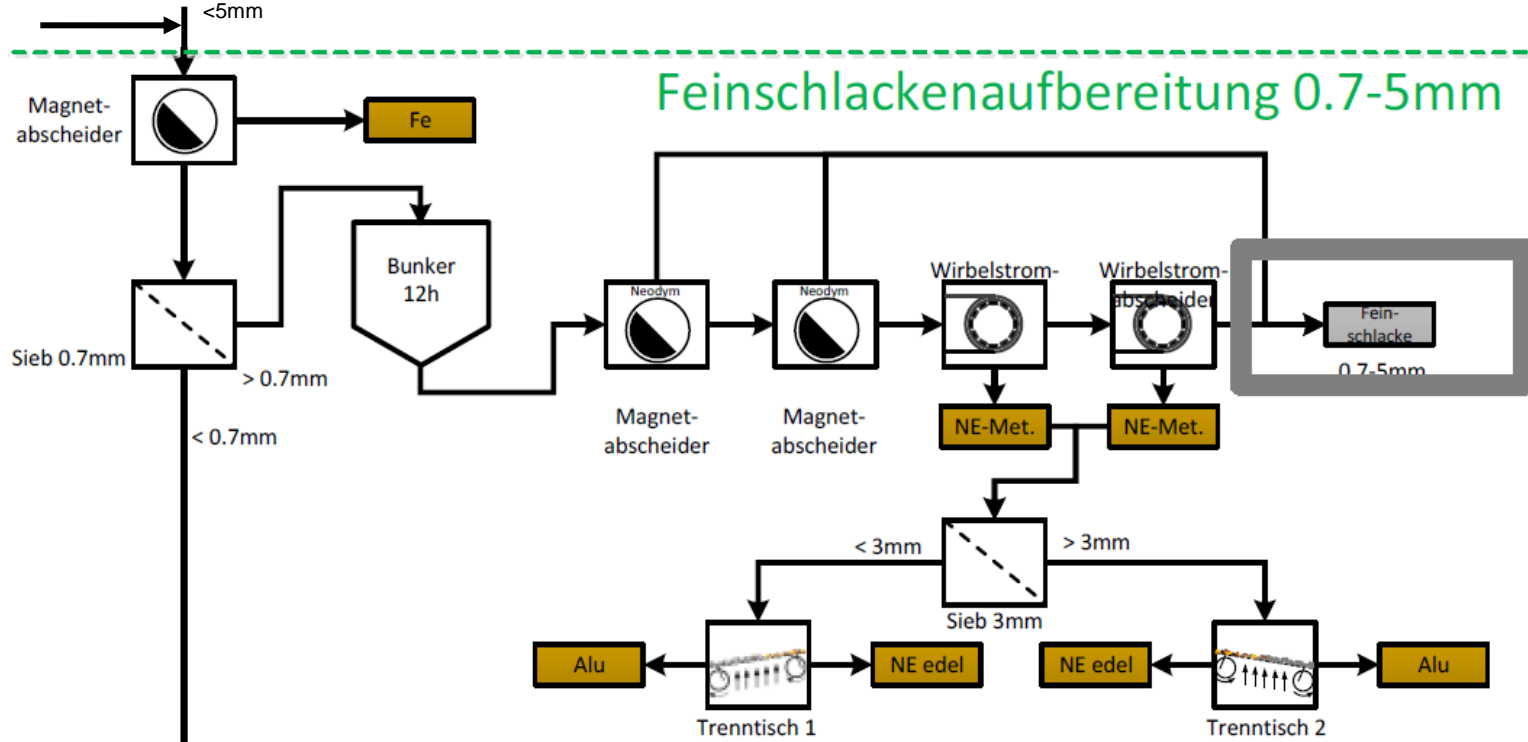 <5mm
Feinschlackenaufbereitung 0.7-5mm
Magnet-
abscheider
Fe
Bunker
12h
Sieb 0.7mm
> 0.7mm
< 0.7mm
Neodym
Magnet-
abscheider
Neodym
Magnet-
abscheider
Wirbelstrom-
Wirbelstrom-
abscheider
Fein-
schlacke
0.7-5mm
NE-Met.
NE-Met.
< 3mm
> 3mm
Sieb 3mm
Alu
NE edel
Trenntisch 1
NE edel
Alu
Trenntisch 2